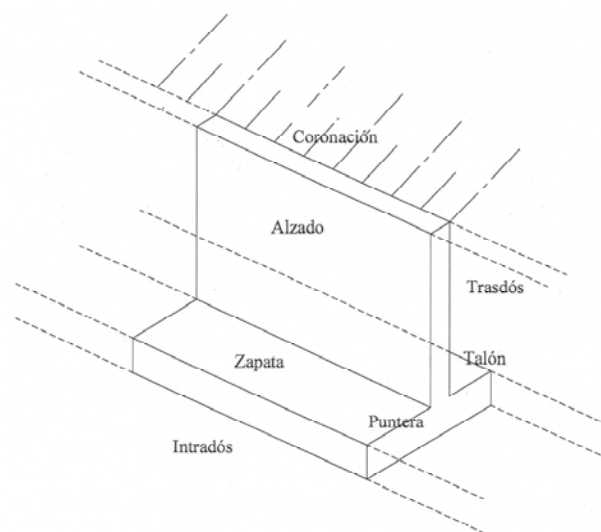 Coronación
Alzado
Trasdós
Talón
Zapata
Puntera
Intradós